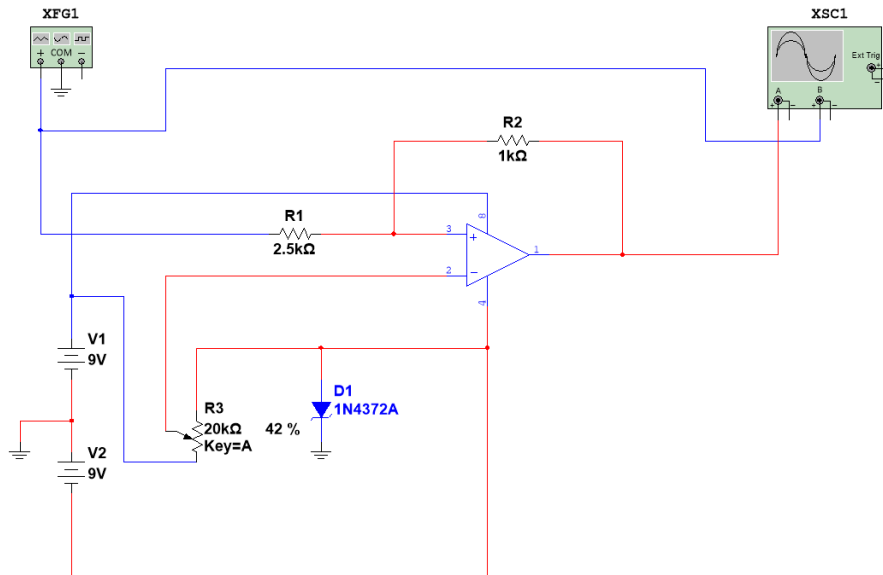 XFG1
COM
+ −
XSC1
Ext Trig
+
−
A
B
+ − + −
R2
1kΩ
R1
2.5kΩ
8
3
+
1
2
−
4
V1
9V
D1
1N4372A
R3
20kΩ
42 %
Key=A
V2
9V